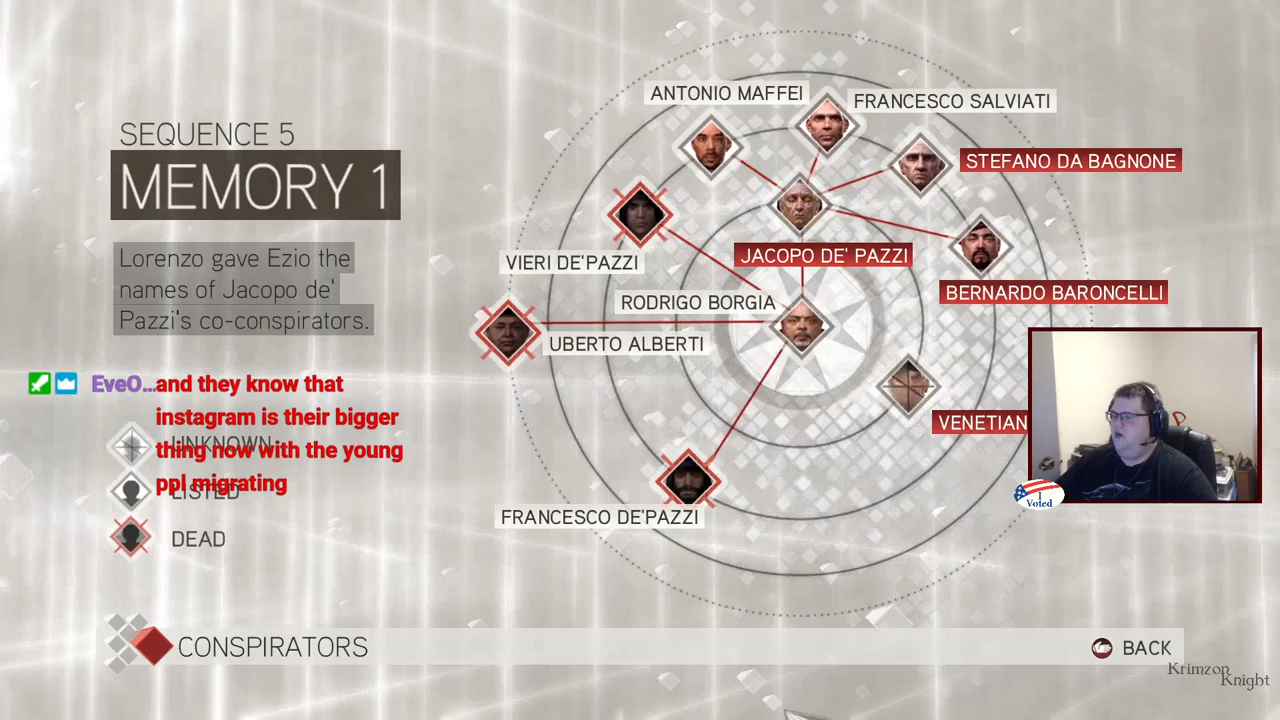 ANTONIO MAFFEI
FRANCESCO SALVIATI
SEQUENCE 5
MEMORY 1
STEFANO DA BAGNONE
Lorenzo gave Ezio the
names of Jacopo de'
Pazzi's co-conspirators.
VIERI DE'PAZZI
JACOPO DE' PAZZI
BERNARDO BARONCELLI
RODRIGO BORGIA
UBERTO ALBERTI
EveO...and they know that
instagram is their bigger
thing now with the young
ppl migrating
UNKNOWN
LISTED
DEAD
VENETIAN
I
Voted
FRANCESCO DE'PAZZI
CONSPIRATORS
BACK
Krimzon
Knight